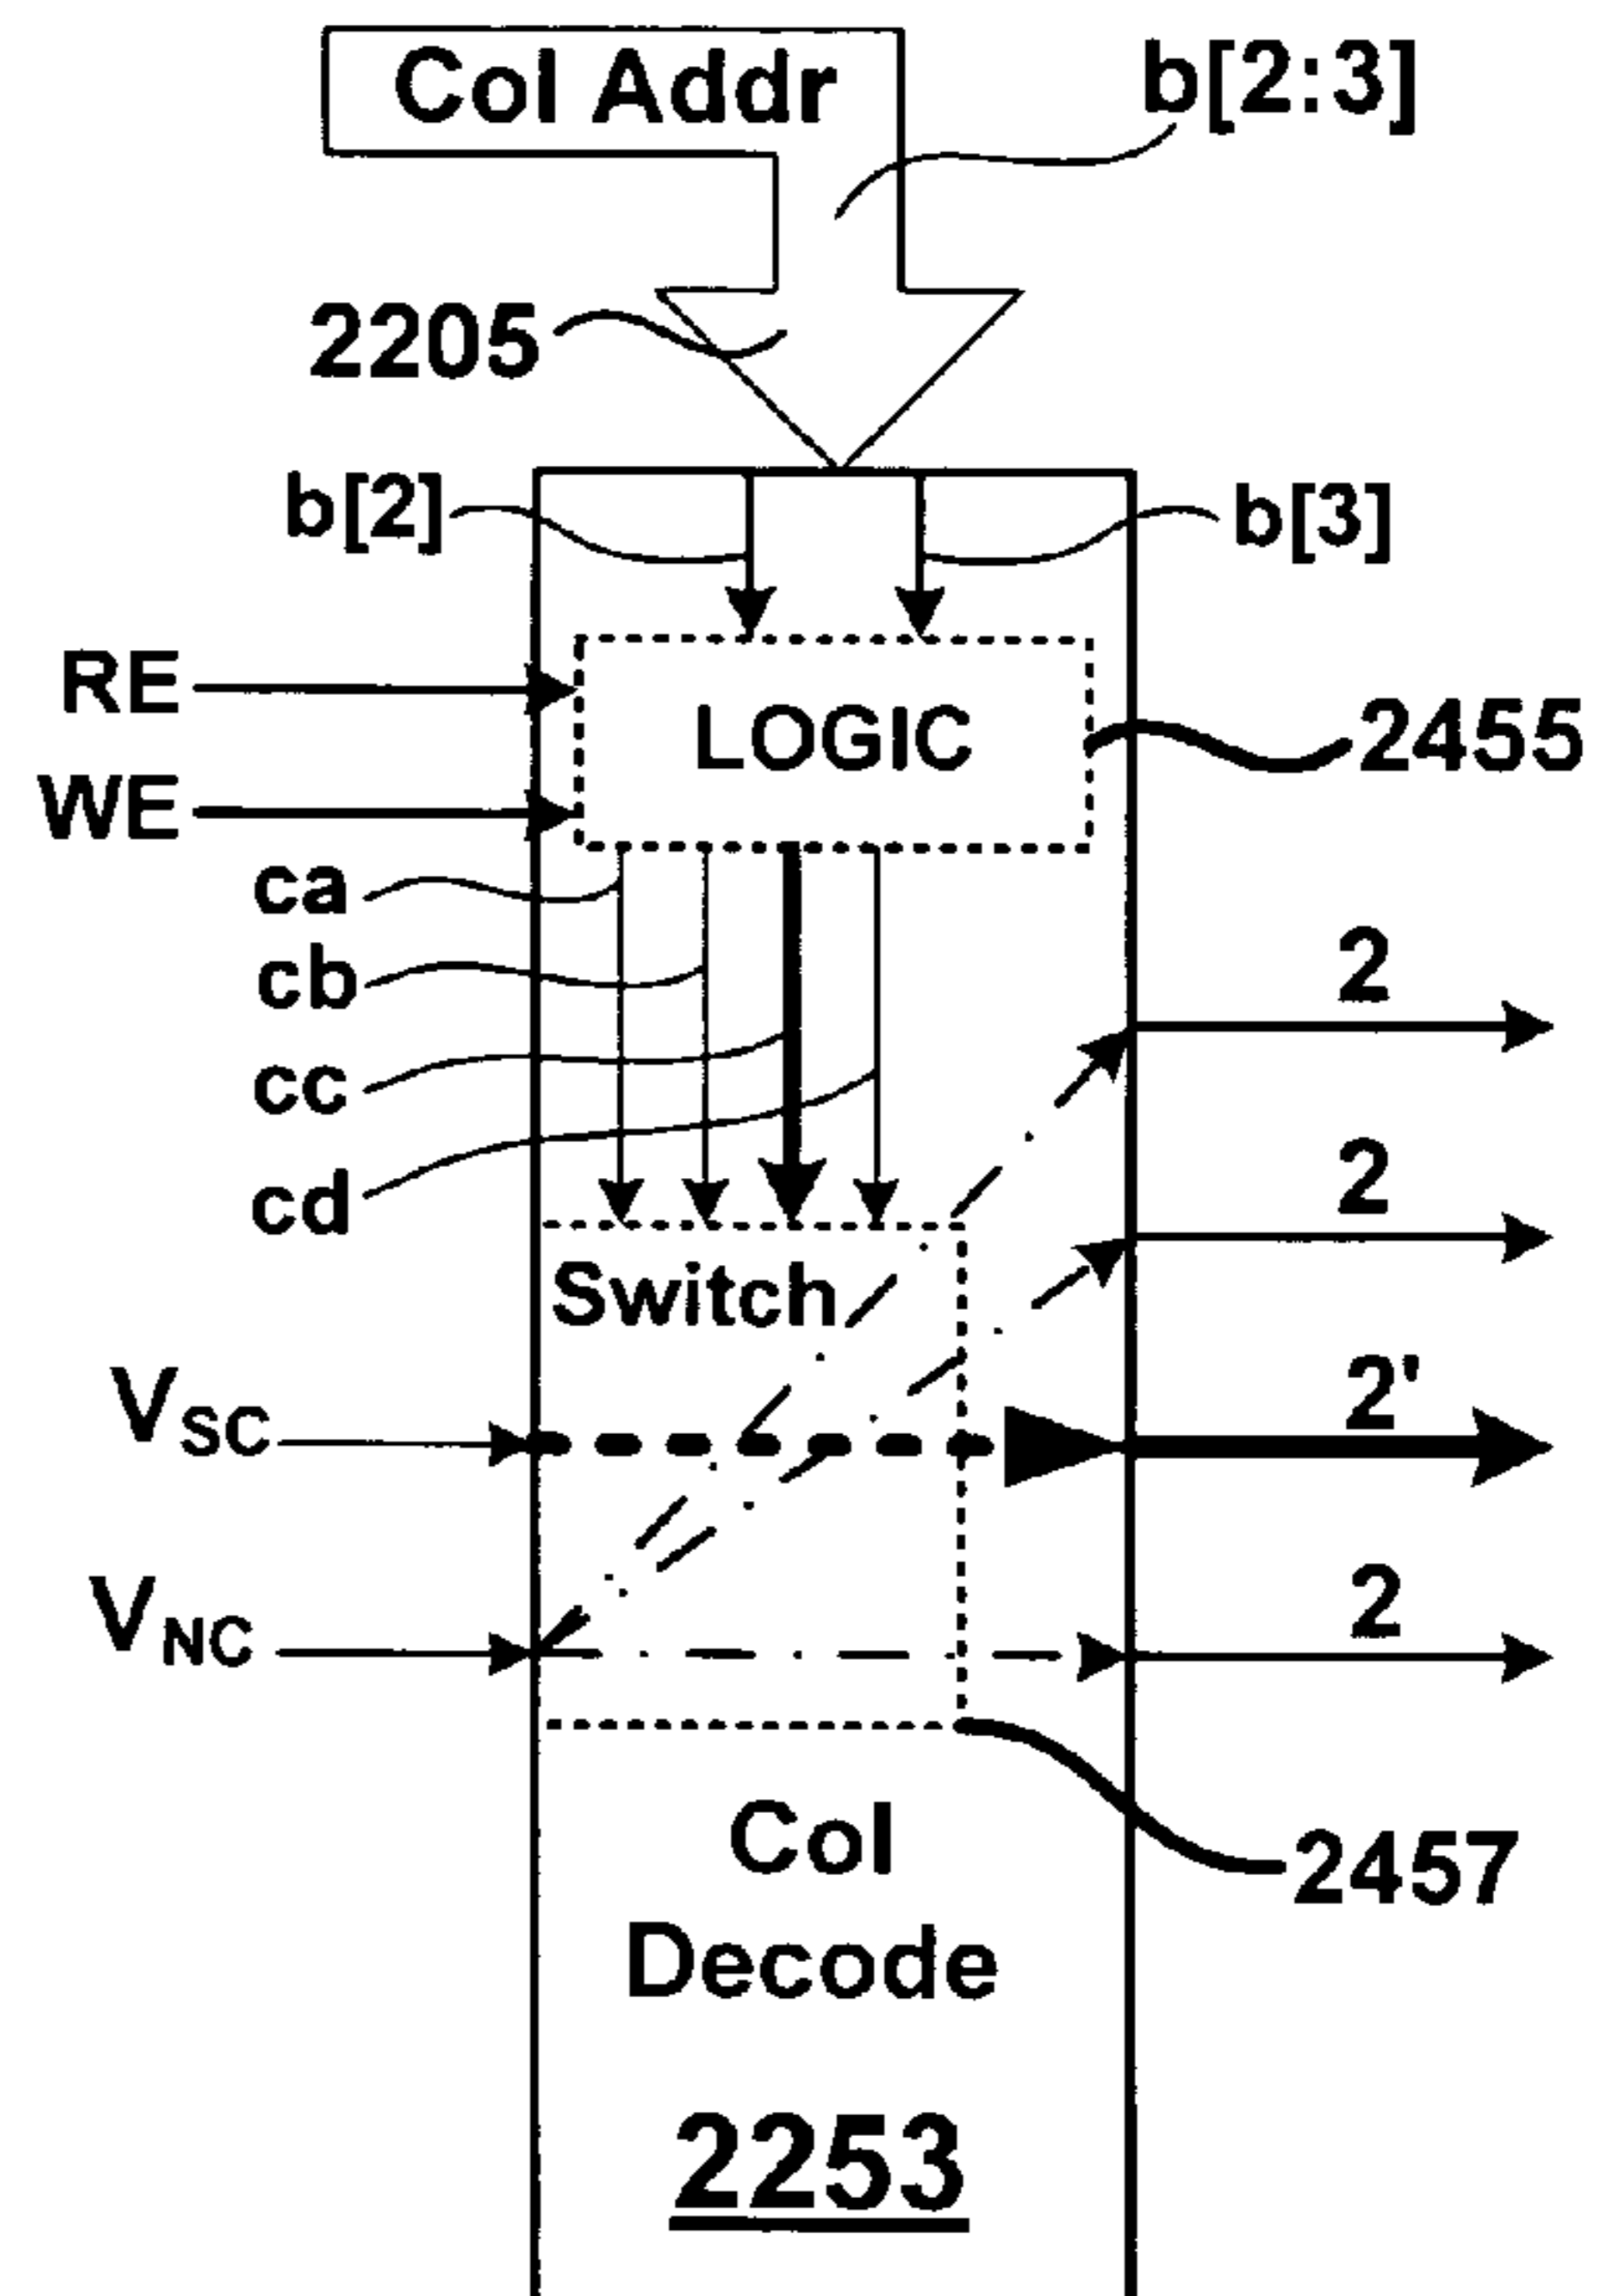 Col Addr
b[2:3]
2205
b[2]
b[3]
RE
LOGIC
2455
WE
ca
cb
2
cc
2
cd
Switch
VSC
2'
VNC
2
Col
Decode
2457
2253